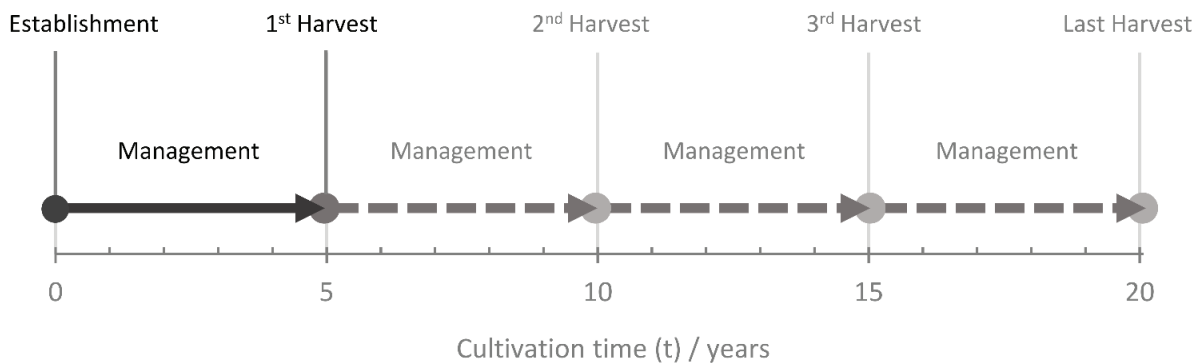 Establishment 1st Harvest 2nd Harvest 3rd Harvest Last Harvest
Management Management Management Management
0 5 10 15 20
Cultivation time (t) / years